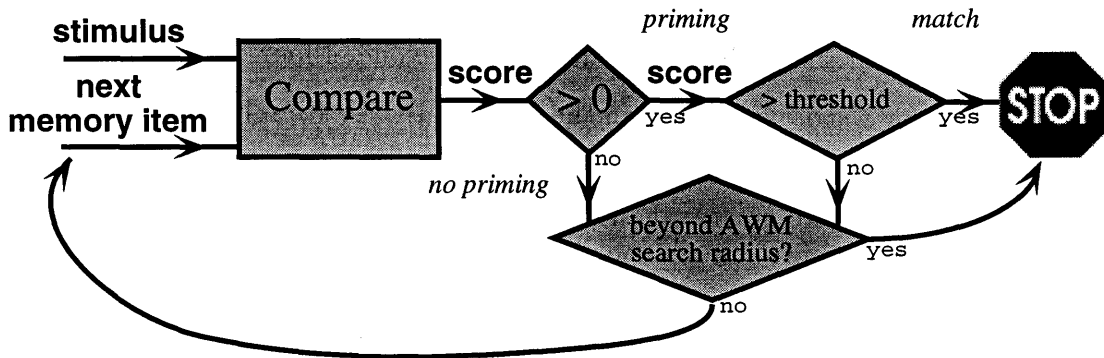 priming
match
stimulus
next
memory item
Compare
score
> 0
yes
score
> threshold
yes
STOP
no
no priming
no
beyond AWM
search radius?
yes
no